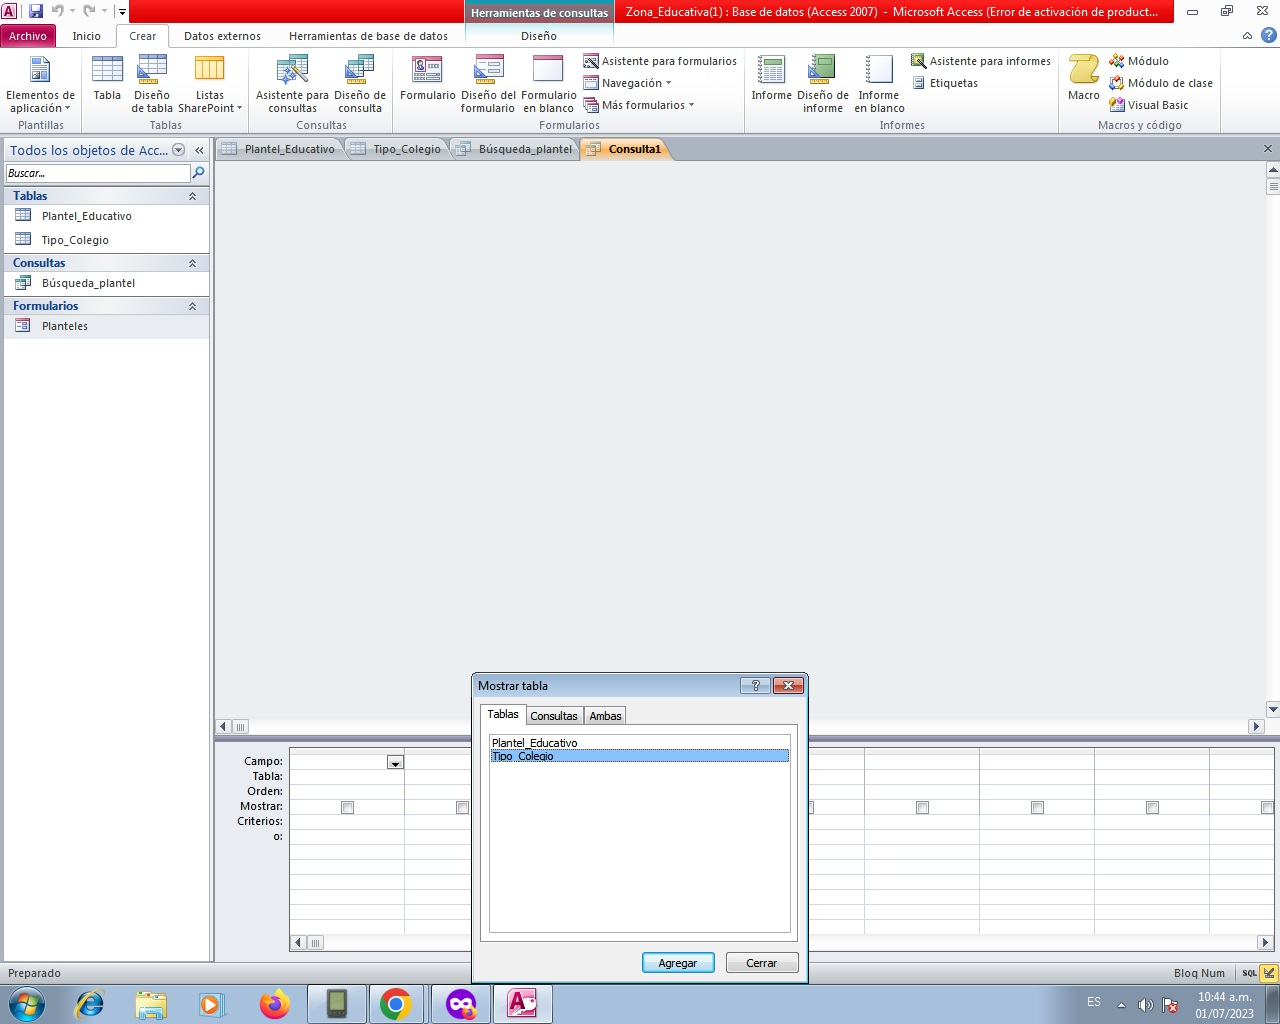 Herramientas de consultas
Zona_Educativa(1) : Base de datos (Access 2007)  -  Microsoft Access (Error de activación de product...
Archivo
Inicio
Crear
Datos externos
Herramientas de base de datos
Diseño
Elementos de aplicación
Plantillas
Tabla
Diseño de tabla
Listas SharePoint
Tablas
Asistente para consultas
Diseño de consulta
Consultas
Formulario
Diseño del formulario
Formulario en blanco
Asistente para formularios
Navegación
Más formularios
Formularios
Informe
Diseño de informe
Informe en blanco
Asistente para informes
Etiquetas
Informes
Macro
Módulo
Módulo de clase
Visual Basic
Macros y código
Todos los objetos de Acc...
Buscar...
Tablas
Plantel_Educativo
Tipo_Colegio
Consultas
Búsqueda_plantel
Formularios
Planteles
Plantel_Educativo
Tipo_Colegio
Búsqueda_plantel
Consulta1
Campo:
Tabla:
Orden:
Mostrar:
Criterios:
o:
Mostrar tabla
Tablas
Consultas
Ambas
Plantel_Educativo
Tipo_Colegio
Agregar
Cerrar
Preparado
Bloq Num
SQL
ES
10:44 a.m.
01/07/2023